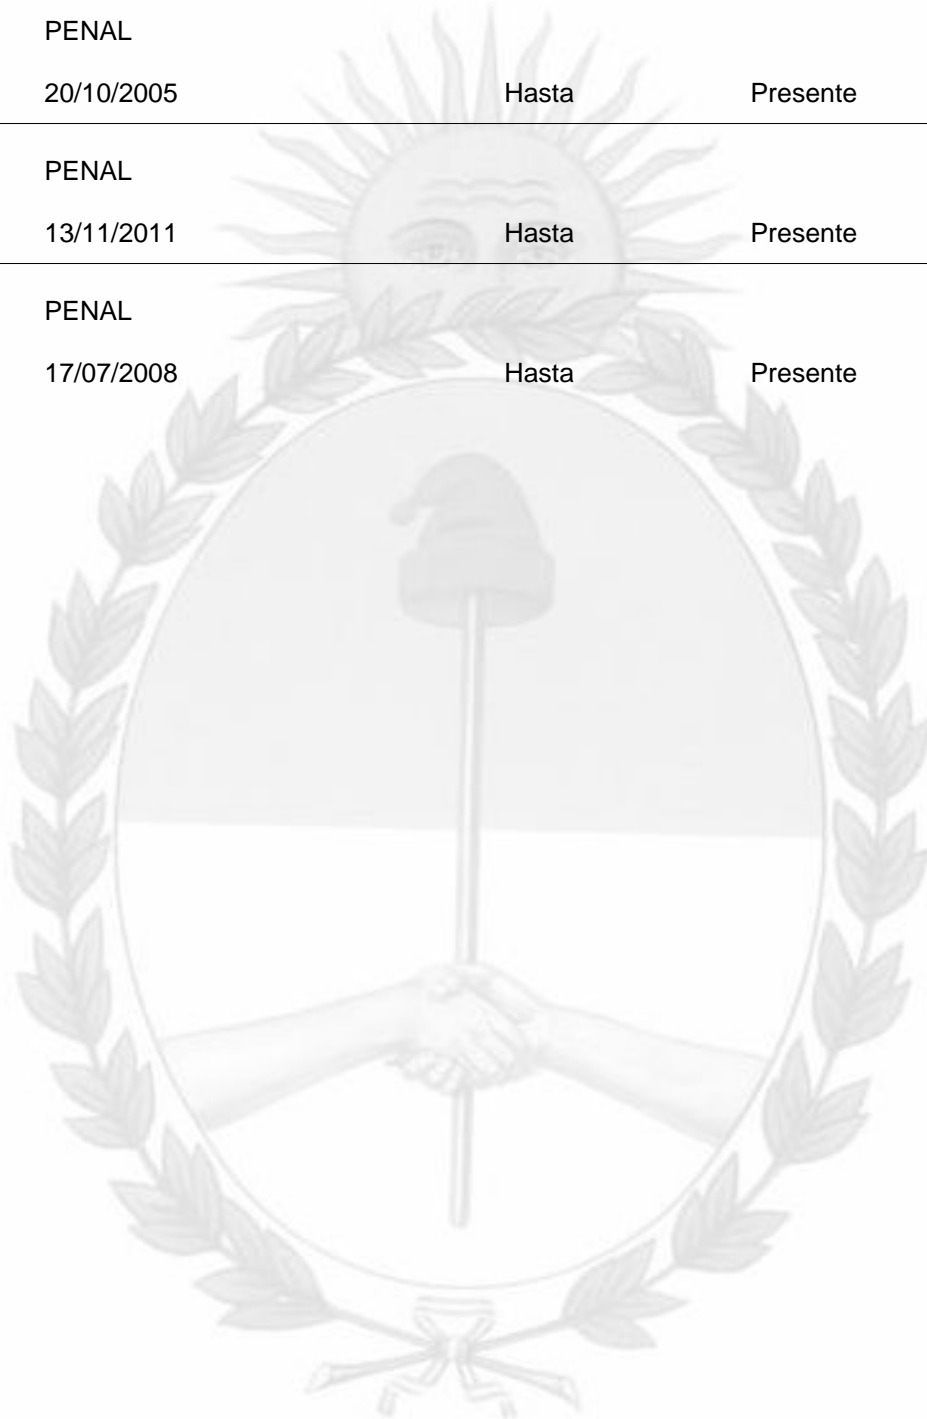 PENAL
20/10/2005 Hasta Presente
PENAL
13/11/2011 Hasta Presente
PENAL
17/07/2008 Hasta Presente